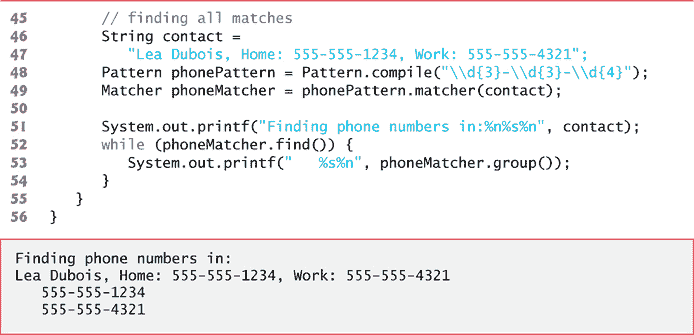 45 // finding all matches
46 String contact =
47 "Lea Dubois, Home: 555-555-1234, Work: 555-555-4321";
48 Pattern phonePattern = Pattern.compile("\\d{3}-\\d{3}-\\d{4}");
49 Matcher phoneMatcher = phonePattern.matcher(contact);
50
51 System.out.printf("Finding phone numbers in:%n%s%n", contact);
52 while (phoneMatcher.find()) {
53 System.out.printf("   %s%n", phoneMatcher.group());
54 }
55 }
56 }
Finding phone numbers in:
Lea Dubois, Home: 555-555-1234, Work: 555-555-4321
555-555-1234
555-555-4321